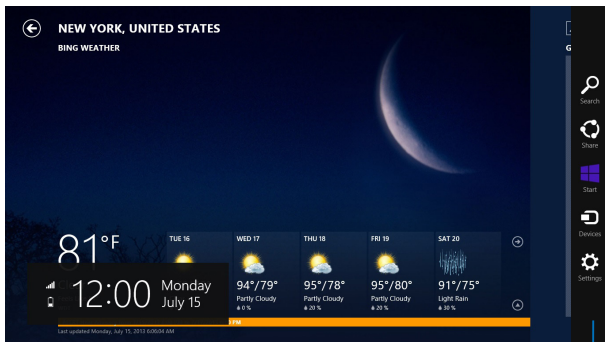 NEW YORK, UNITED STATES
BING WEATHER
G
Search
Share
Start
Devices
Settings
81°F
TUE 16
WED 17
94°/79°
Partly Cloudy
0 %
THU 18
95°/78°
Partly Cloudy
20 %
FRI 19
95°/80°
Partly Cloudy
20 %
SAT 20
91°/75°
Light Rain
30 %
12:00
Monday
July 15
PM
Last updated Monday, July 15, 2013 6:06:04 AM